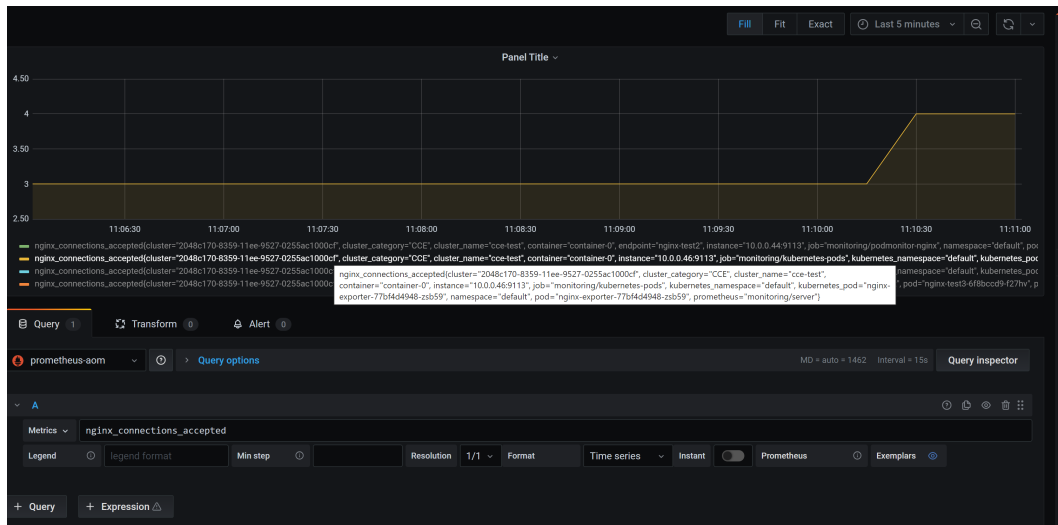 Fill Fit Exact Last 5 minutes
Panel Title
4.50
4
3.50
3
2.50
11:06:30 11:07:00 11:07:30 11:08:00 11:08:30 11:09:00 11:09:30 11:10:00 11:10:30 11:11:00
nginx_connections_accepted{cluster="2048c170-8359-11ee-9527-0255ac1000cf", cluster_category="CCE", cluster_name="cce-test", container="container-0", endpoint="nginx-test2", instance="10.0.0.44:9113", job="monitoring/podmonitor-nginx", namespace="default", pod
nginx_connections_accepted{cluster="2048c170-8359-11ee-9527-0255ac1000cf", cluster_category="CCE", cluster_name="cce-test", container="container-0", instance="10.0.0.46:9113", job="monitoring/kubernetes-pods", kubernetes_namespace="default", kubernetes_pod
nginx_connections_accepted{cluster="2048c170-8359-11ee-9527-0255ac1000c namespace="default", kubernetes_poc
nginx_connections_accepted{cluster="2048c170-8359-11ee-9527-0255ac1000c , pod="nginx-test3-6f8bccd9-f27hv", p
nginx_connections_accepted{cluster="2048c170-8359-11ee-9527-0255ac1000cf", cluster_category="CCE", cluster_name="cce-test",
container="container-0", instance="10.0.0.46:9113", job="monitoring/kubernetes-pods", kubernetes_namespace="default", kubernetes_pod="nginx-
exporter-77bf4d4948-zsb59", namespace="default", pod="nginx-exporter-77bf4d4948-zsb59", prometheus="monitoring/server"}
Query 1 Transform 0 Alert 0
prometheus-aom Query options MD = auto = 1462 Interval = 15s Query inspector
A
Metrics nginx_connections_accepted
Legend legend format Min step Resolution 1/1 Format Time series Instant Prometheus Exemplars
+ Query + Expression